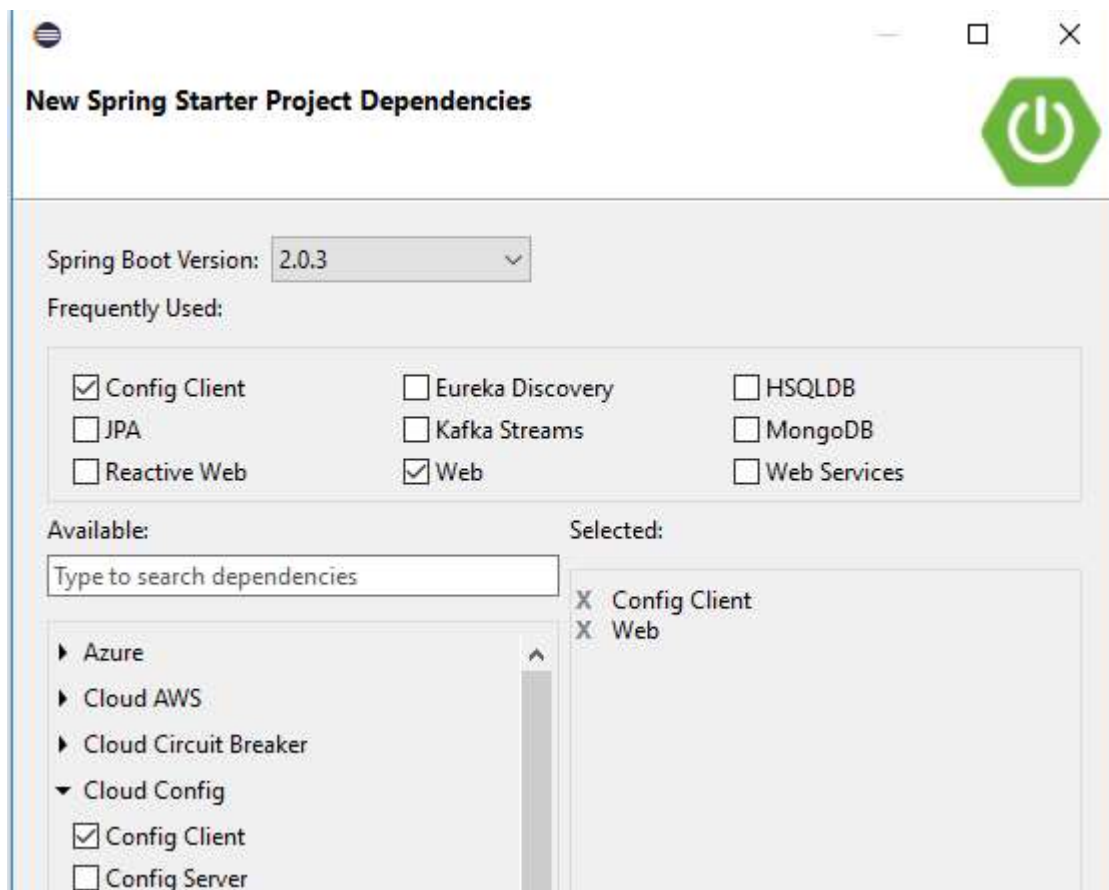 New Spring Starter Project Dependencies
Spring Boot Version: 2.0.3
Frequently Used:
Config Client Eureka Discovery HSQLDB
JPA Kafka Streams MongoDB
Reactive Web Web Web Services
Available:
Type to search dependencies
Azure
Cloud AWS
Cloud Circuit Breaker
Cloud Config
Config Client
Config Server
Selected:
X Config Client
X Web